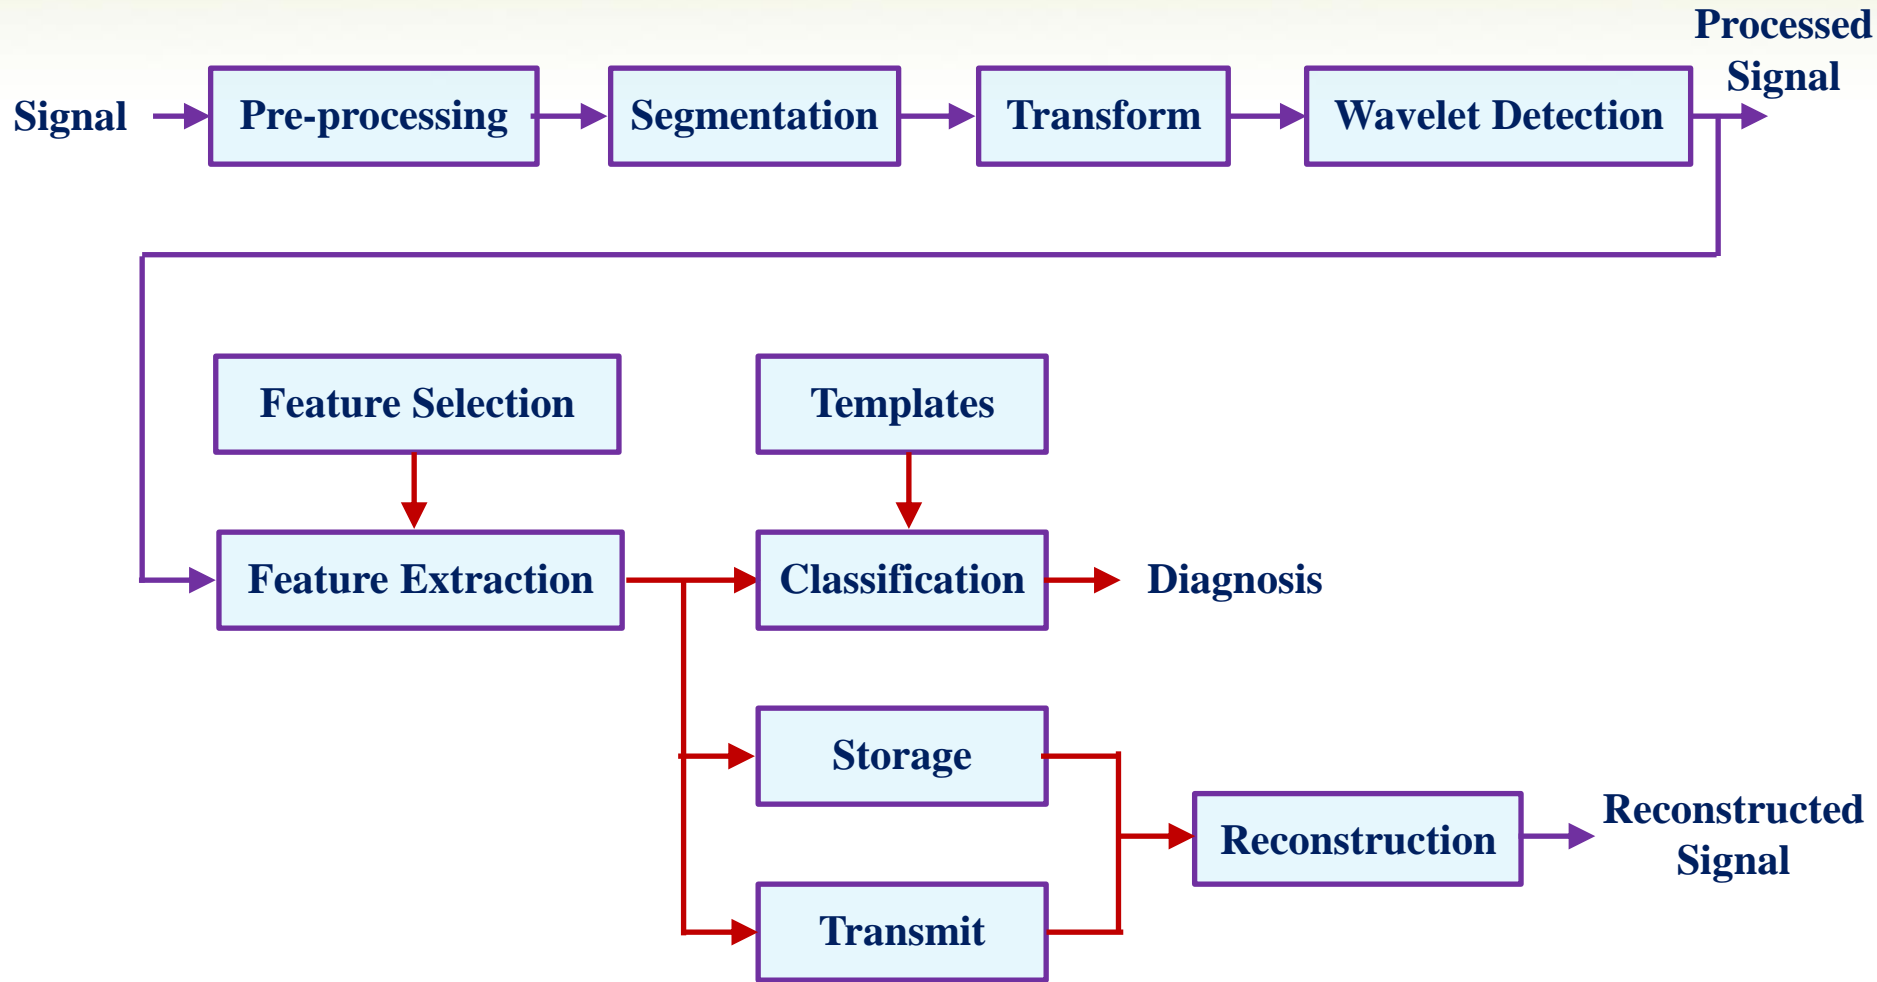 Processed
Signal
Signal
Pre-processing
Segmentation
Transform
Wavelet Detection
Feature Selection
Templates
Feature Extraction
Classification
Diagnosis
Storage
Reconstruction
Reconstructed
Signal
Transmit